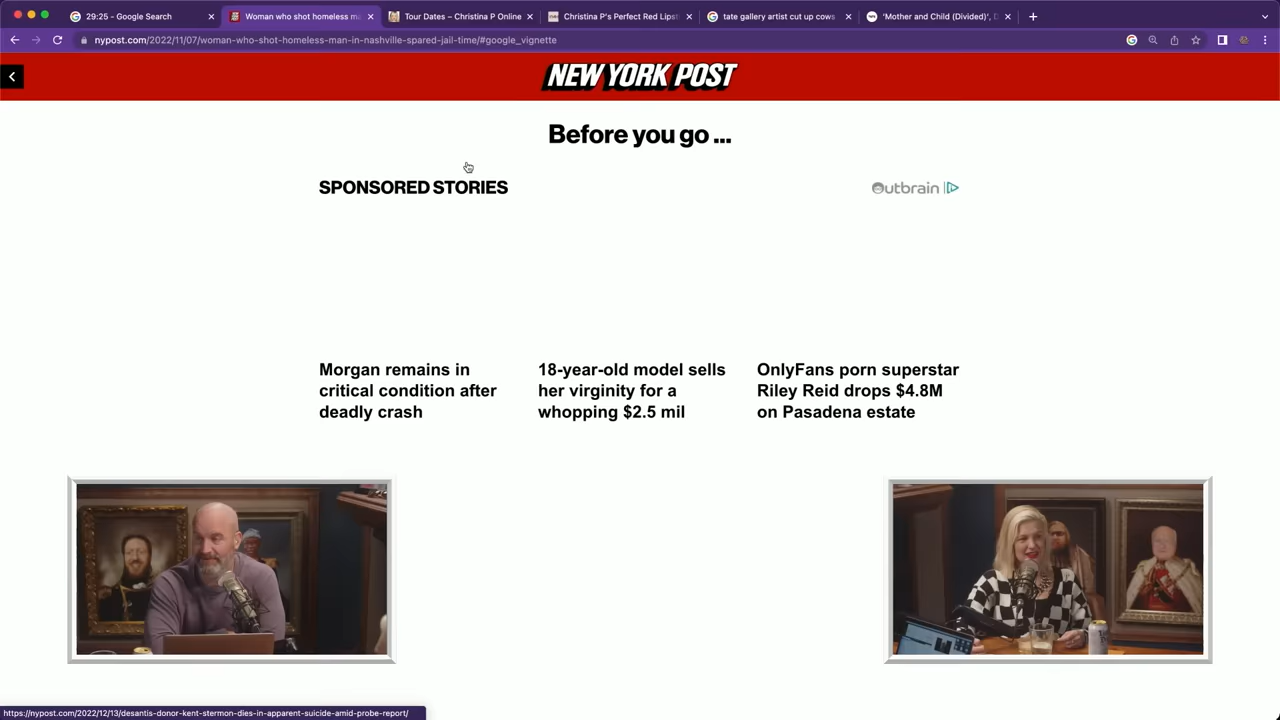 29:25 - Google Search
Woman who shot homeless ma
Tour Dates – Christina P Online
Christina P's Perfect Red Lipst
tate gallery artist cut up cows
'Mother and Child (Divided)', D
nypost.com/2022/11/07/woman-who-shot-homeless-man-in-nashville-spared-jail-time/#google_vignette
NEW YORK POST
Before you go ...
SPONSORED STORIES
Outbrain
Morgan remains in
critical condition after
deadly crash
18-year-old model sells
her virginity for a
whopping $2.5 mil
OnlyFans porn superstar
Riley Reid drops $4.8M
on Pasadena estate
https://nypost.com/2022/12/13/desantis-donor-kent-stermon-dies-in-apparent-suicide-amid-probe-report/